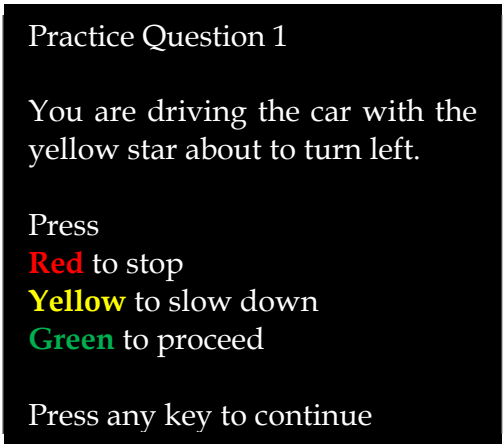 Practice Question 1
You are driving the car with the
yellow star about to turn left.
Press
Red to stop
Yellow to slow down
Green to proceed
Press any key to continue